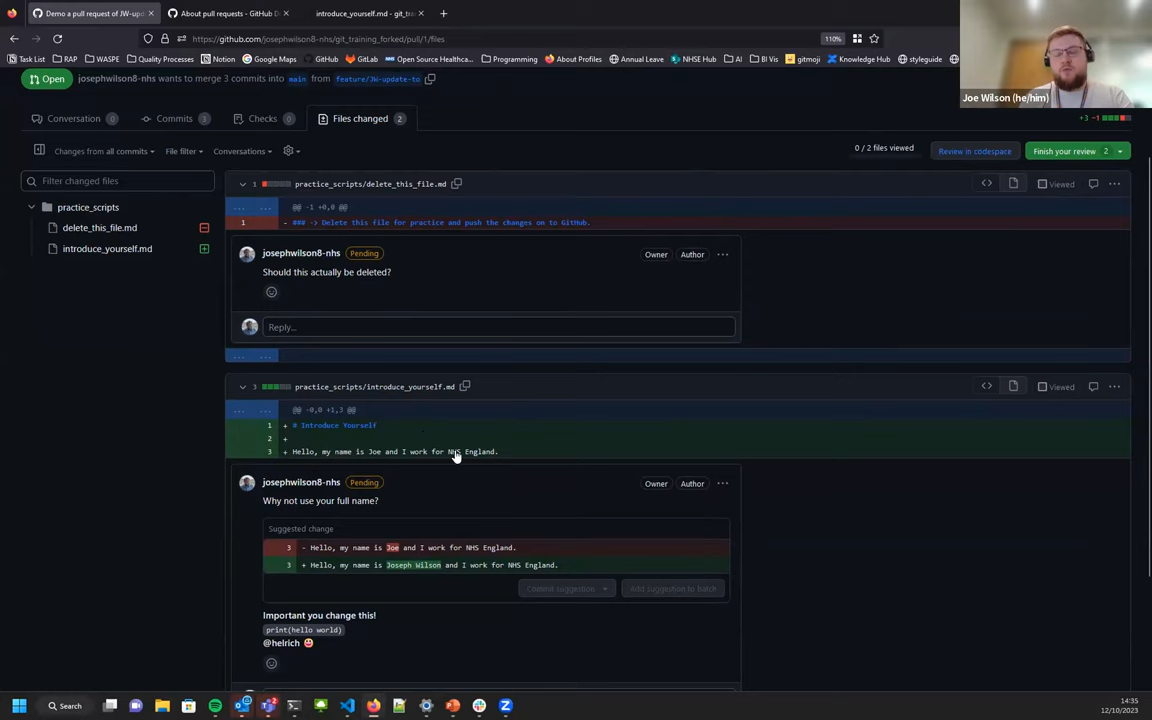 Demo a pull request of JW-upd
About pull requests - GitHub D
introduce_yourself.md - git_tra
https://github.com/josephwilson8-nhs/git_training_forked/pull/1/files
110%
Task List
RAP
WASPE
Quality Processes
Notion
Google Maps
GitHub
GitLab
Open Source Healthca...
Programming
About Profiles
Annual Leave
NHSE Hub
AI
BI Vis
gitmoji
Knowledge Hub
styleguide
Joe Wilson (he/him)
Open
josephwilson8-nhs wants to merge 3 commits into main from feature/JW-update-to
Conversation 0
Commits 3
Checks 0
Files changed 2
+3 −1
Changes from all commits
File filter
Conversations
0 / 2 files viewed
Review in codespace
Finish your review 2
Filter changed files
practice_scripts
delete_this_file.md
introduce_yourself.md
1 practice_scripts/delete_this_file.md
Viewed
... ... @@ -1 +0,0 @@
1 - ### -> Delete this file for practice and push the changes on to GitHub.
josephwilson8-nhs Pending
Owner Author
Should this actually be deleted?
Reply...
... ...
3 practice_scripts/introduce_yourself.md
Viewed
... ... @@ -0,0 +1,3 @@
1 + # Introduce Yourself
2 +
3 + Hello, my name is Joe and I work for NHS England.
josephwilson8-nhs Pending
Owner Author
Why not use your full name?
Suggested change
3 - Hello, my name is Joe and I work for NHS England.
3 + Hello, my name is Joseph Wilson and I work for NHS England.
Commit suggestion
Add suggestion to batch
Important you change this!
print(hello world)
@helrich
Search
14:35
12/10/2023